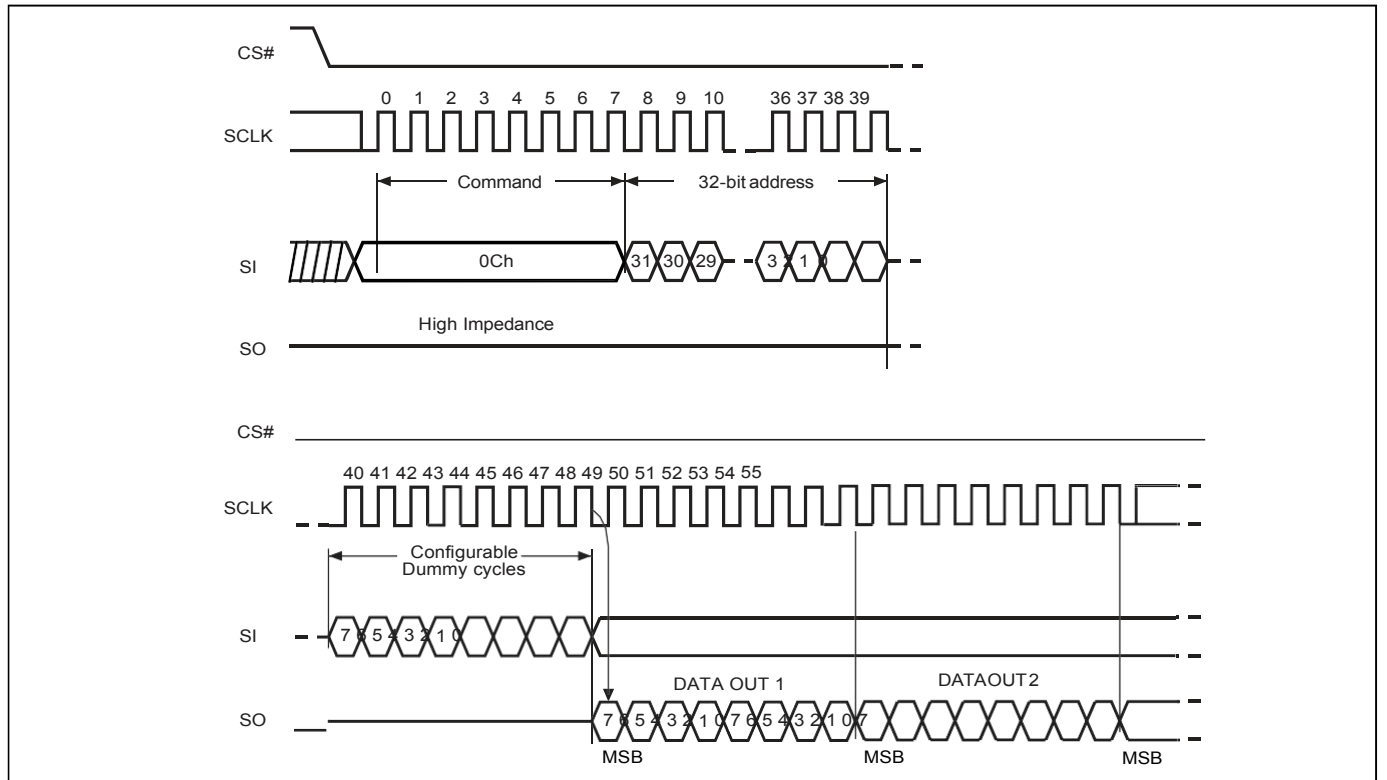 CS#
0 1 2 3 4 5 6 7 8 9 10 36 37 38 39
SCLK
Command 32-bit address
SI 0Ch 31 30 29 3 2 1 0
High Impedance
SO
CS#
40 41 42 43 44 45 46 47 48 49 50 51 52 53 54 55
SCLK
Configurable
Dummy cycles
SI 7 6 5 4 3 2 1 0
DATA OUT 1 DATAOUT2
SO 7 6 5 4 3 2 1 0 7 6 5 4 3 2 1 0 7
MSB MSB MSB